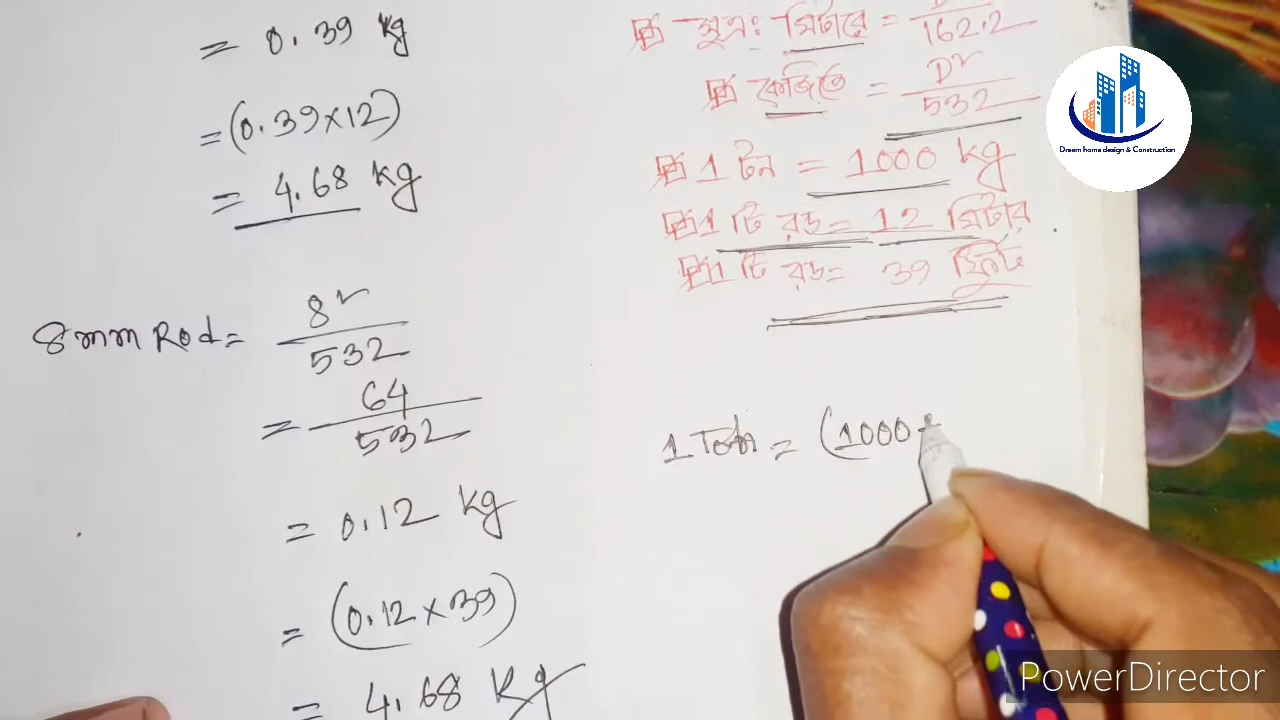 = 0.39 kg
= (0.39×12)
= 4.68 kg
8mm Rod = 8²/532
= 64/532
= 0.12 kg
= (0.12×39)
= 4.68 Kg
সুত্র: মিটারে = /162.2
কেজিতে = D²/532
1 টন = 1000 kg
1 টি রড = 12 মিটার
1 টি রড = 39 ফিট
1 Ton = (1000 ÷
Dreem home design & Construction
PowerDirector